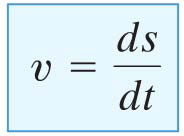 v = ds/dt